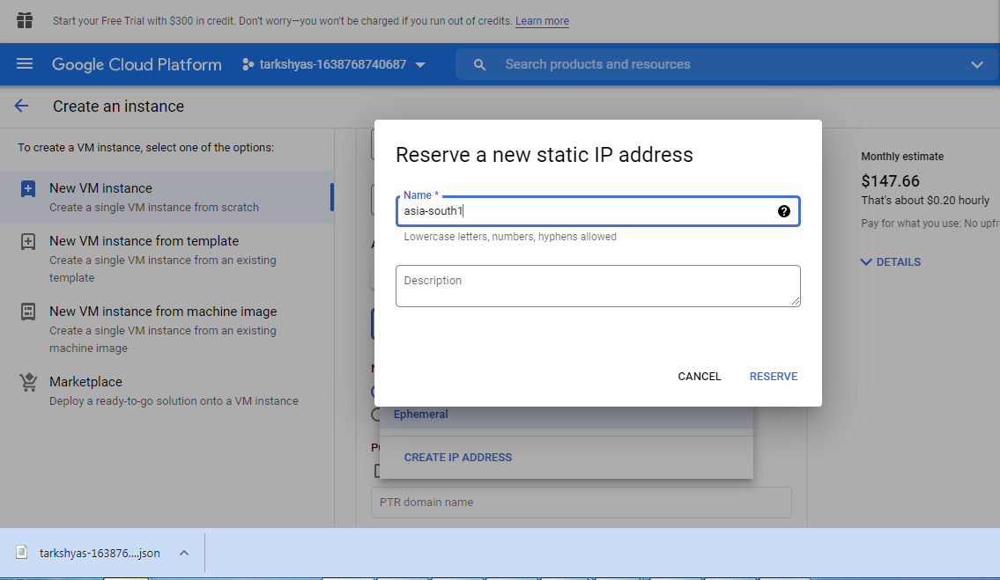 Start your Free Trial with $300 in credit. Don't worry—you won't be charged if you run out of credits. Learn more
Google Cloud Platform
tarkshyas-1638768740687
Search products and resources
Create an instance
To create a VM instance, select one of the options:
New VM instance
Create a single VM instance from scratch
New VM instance from template
Create a single VM instance from an existing
template
New VM instance from machine image
Create a single VM instance from an existing
machine image
Marketplace
Deploy a ready-to-go solution onto a VM instance
Reserve a new static IP address
Name *
asia-south1
Lowercase letters, numbers, hyphens allowed
Description
CANCEL
RESERVE
Ephemeral
CREATE IP ADDRESS
PTR domain name
Monthly estimate
$147.66
That's about $0.20 hourly
Pay for what you use: No upfr
DETAILS
tarkshyas-163876....json